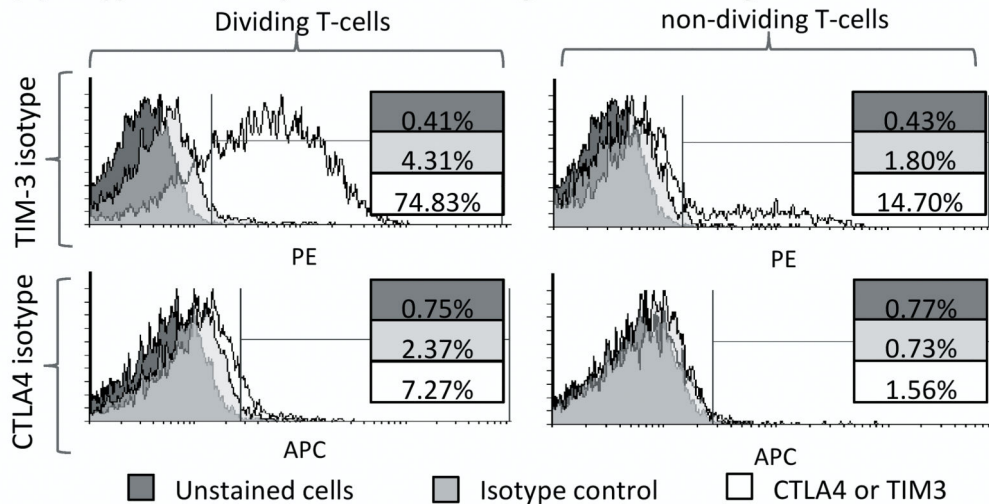 Dividing T-cells
non-dividing T-cells
TIM-3 isotype
0.41%
4.31%
74.83%
PE
0.43%
1.80%
14.70%
PE
CTLA4 isotype
0.75%
2.37%
7.27%
APC
0.77%
0.73%
1.56%
APC
Unstained cells
Isotype control
CTLA4 or TIM3